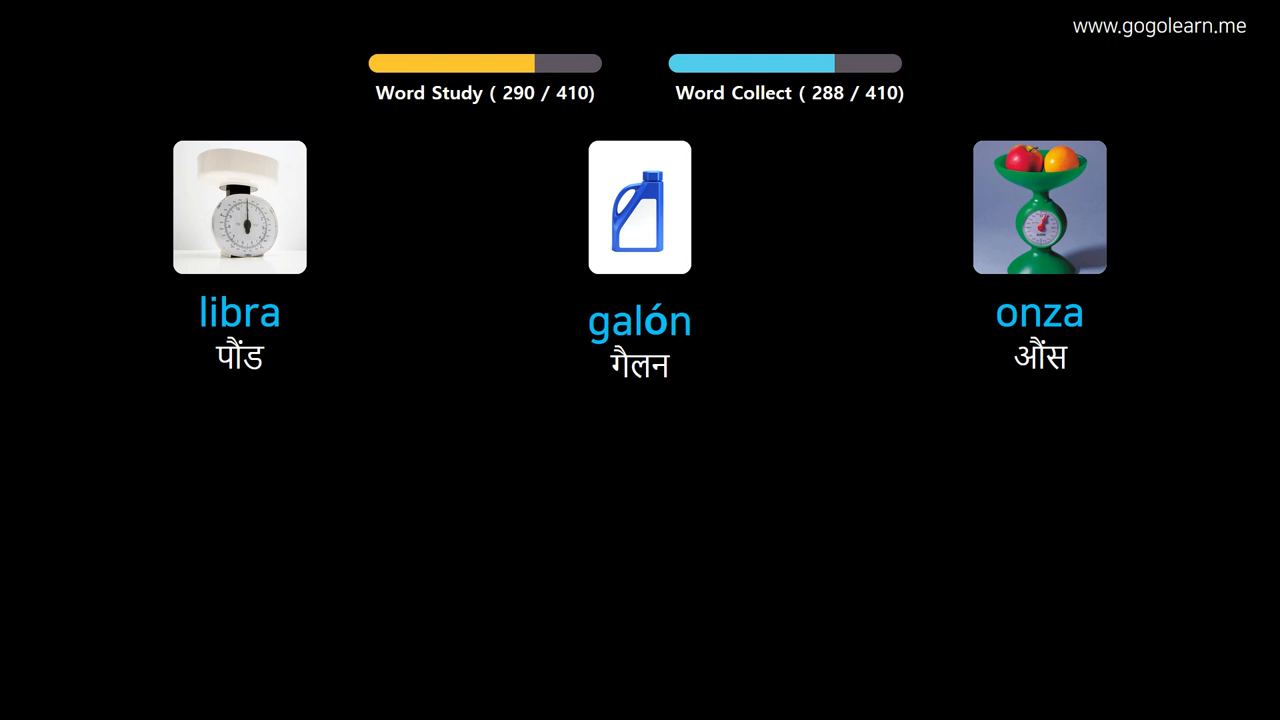 www.gogolearn.me
Word Study ( 290 / 410)
Word Collect ( 288 / 410)
libra
galón
onza
पौंड
गैलन
औंस